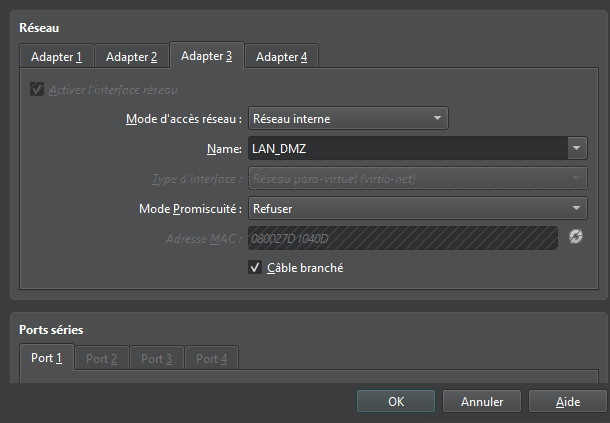 Réseau
Adapter 1 Adapter 2 Adapter 3 Adapter 4
Activer l'interface réseau
Mode d'accès réseau : Réseau interne
Name: LAN_DMZ
Type d'interface : Réseau para-virtuel (virtio-net)
Mode Promiscuité : Refuser
Adresse MAC : 080027D1040D
Câble branché
Ports séries
Port 1 Port 2 Port 3 Port 4
OK Annuler Aide